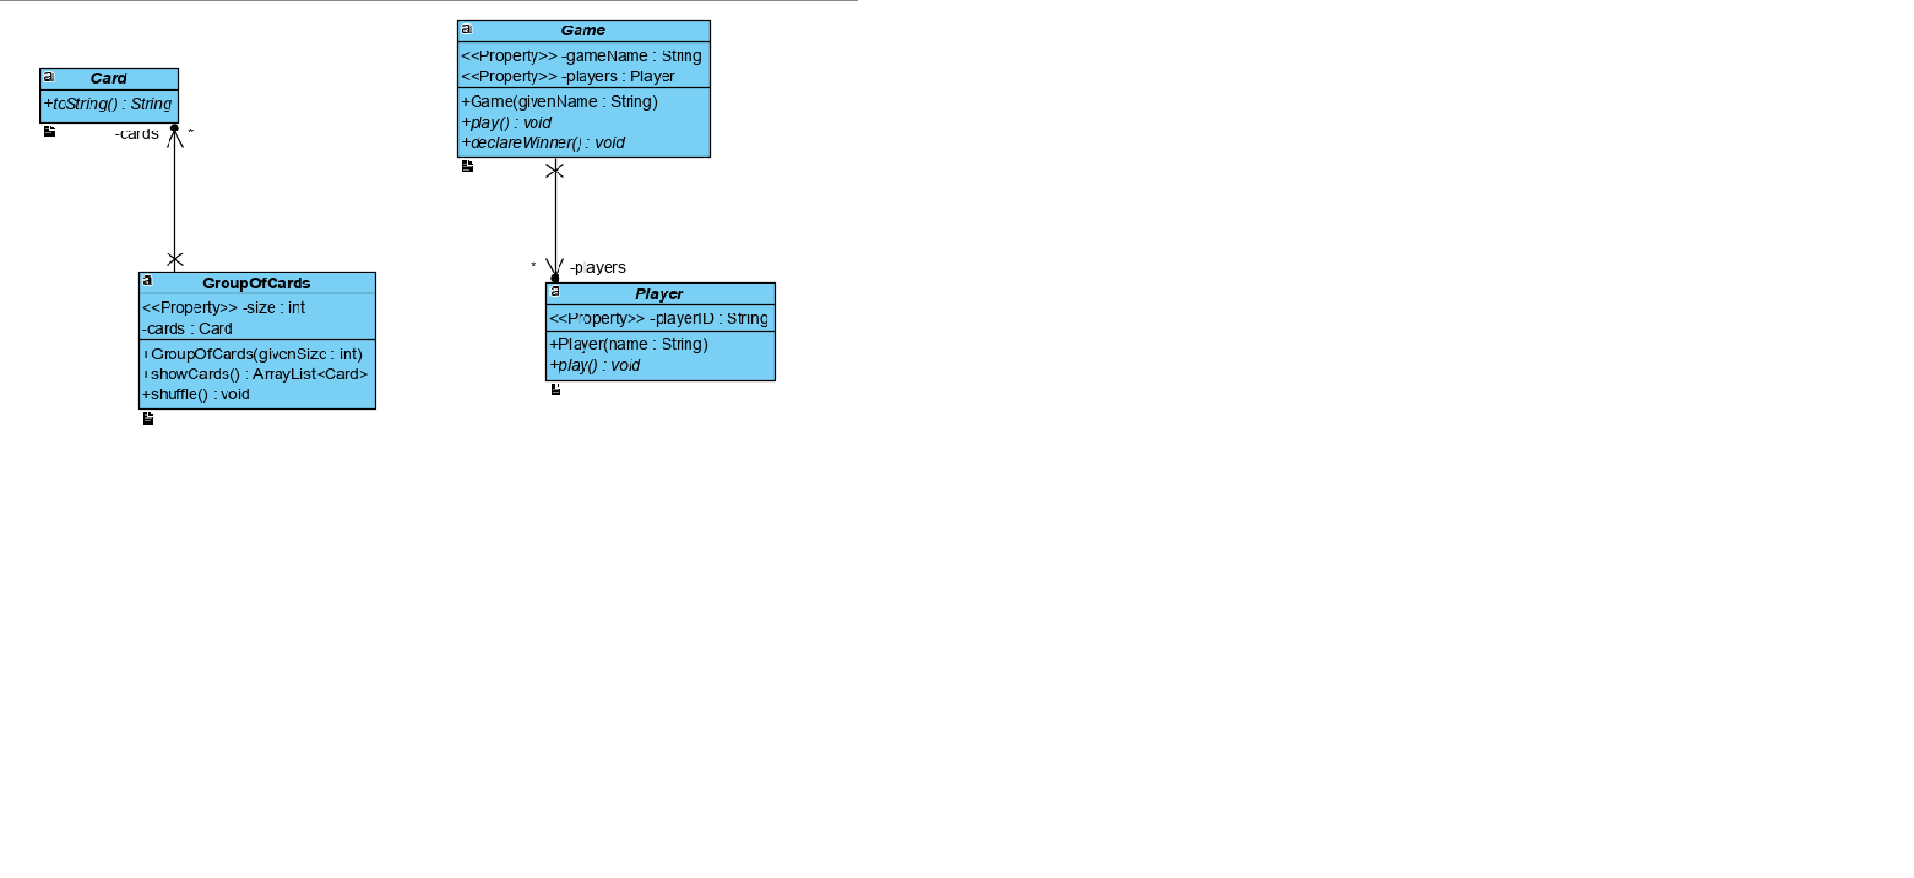 Card
+toString() : String
-cards *
GroupOfCards
<<Property>> -size : int
-cards : Card
+GroupOfCards(givenSize : int)
+showCards() : ArrayList<Card>
+shuffle() : void
Game
<<Property>> -gameName : String
<<Property>> -players : Player
+Game(givenName : String)
+play() : void
+declareWinner() : void
* -players
Player
<<Property>> -playerID : String
+Player(name : String)
+play() : void